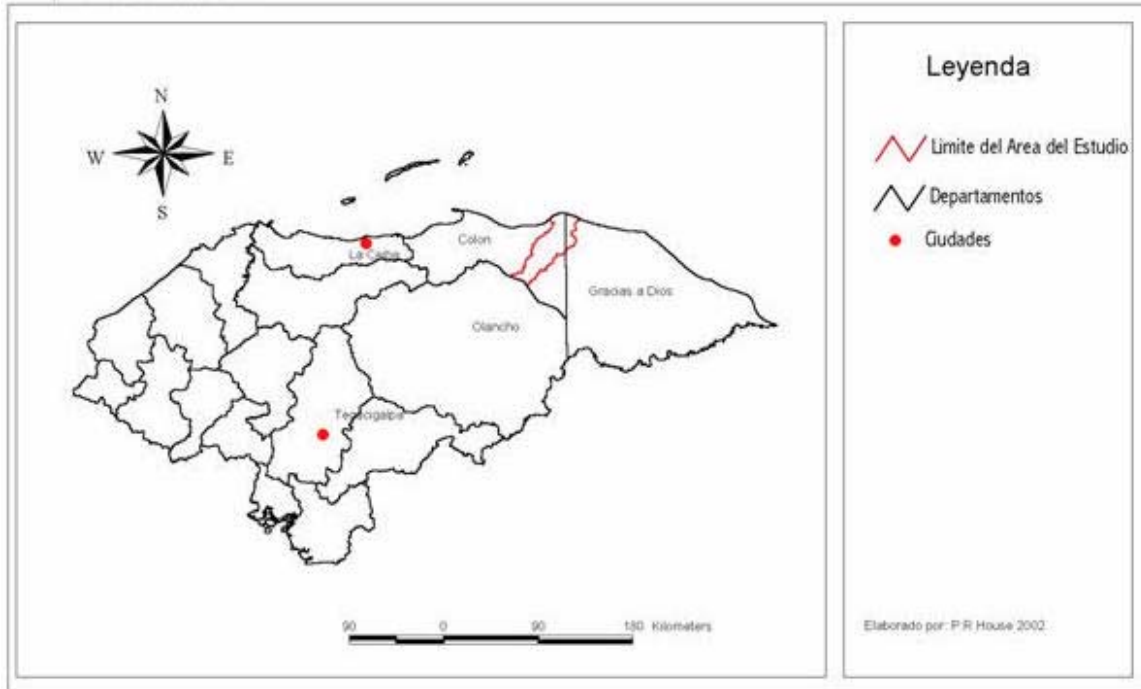 N
W E
S
La Ceiba
Colon
Gracias a Dios
Olancho
Tegucigalpa
90 0 90 180 Kilometers
Leyenda
Limite del Area del Estudio
Departamentos
Ciudades
Elaborado por: P R House 2002